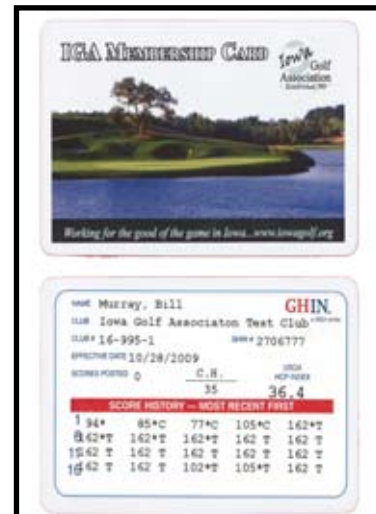 IGA MEMBERSHIP CARD
Iowa
Golf
Association
Working for the good of the game in Iowa...www.iowagolf.org
NAME Murray, Bill
GHIN.
CLUB Iowa Golf Associaton Test Club
CLUB# 16-995-1 GHIN # 2706777
EFFECTIVE DATE 10/28/2009
SCORES POSTED 0 C.H. USGA HCP INDEX
35 36.4
SCORE HISTORY — MOST RECENT FIRST
1 94* 85*C 77*C 105*C 162*T
162*T 162*T 162*T 162*T 162*T
162 T 162 T 162 T 162 T 162 T
162 T 162 T 102*T 105*T 162 T